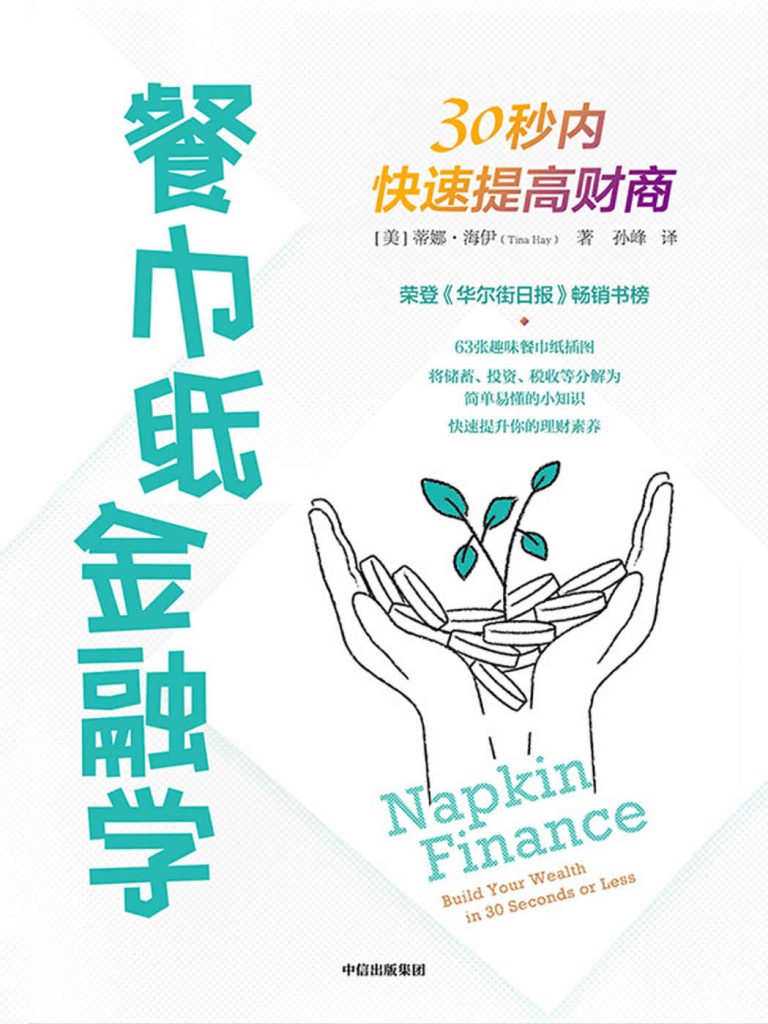 餐巾纸金融学
30秒内
快速提高财商
[美]蒂娜·海伊(Tina Hay) 著 孙峰 译
荣登《华尔街日报》畅销书榜
63张趣味餐巾纸插图
将储蓄、投资、税收等分解为
简单易懂的小知识
快速提升你的理财素养
Napkin
Finance
Build Your Wealth
in 30 Seconds or Less
中信出版集团